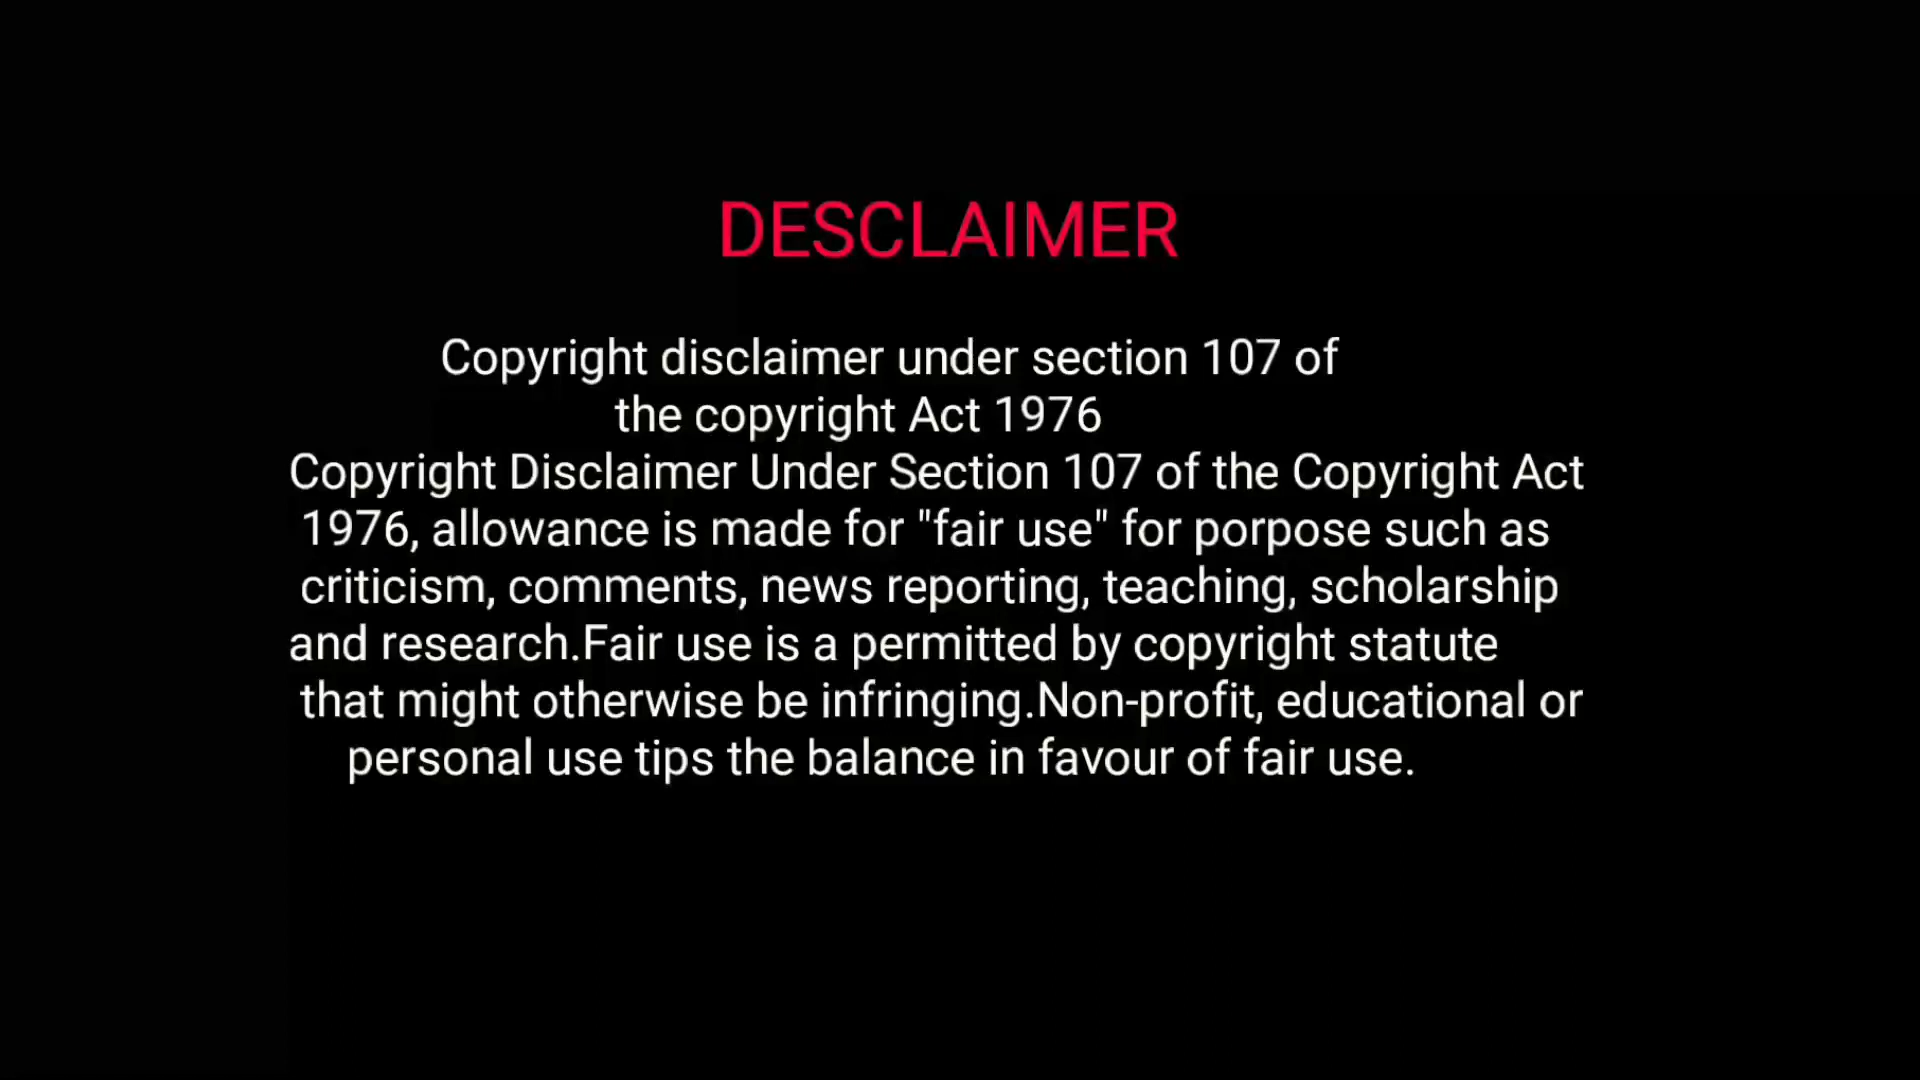 DESCLAIMER
Copyright disclaimer under section 107 of
the copyright Act 1976
Copyright Disclaimer Under Section 107 of the Copyright Act
1976, allowance is made for "fair use" for porpose such as
criticism, comments, news reporting, teaching, scholarship
and research.Fair use is a permitted by copyright statute
that might otherwise be infringing.Non-profit, educational or
personal use tips the balance in favour of fair use.